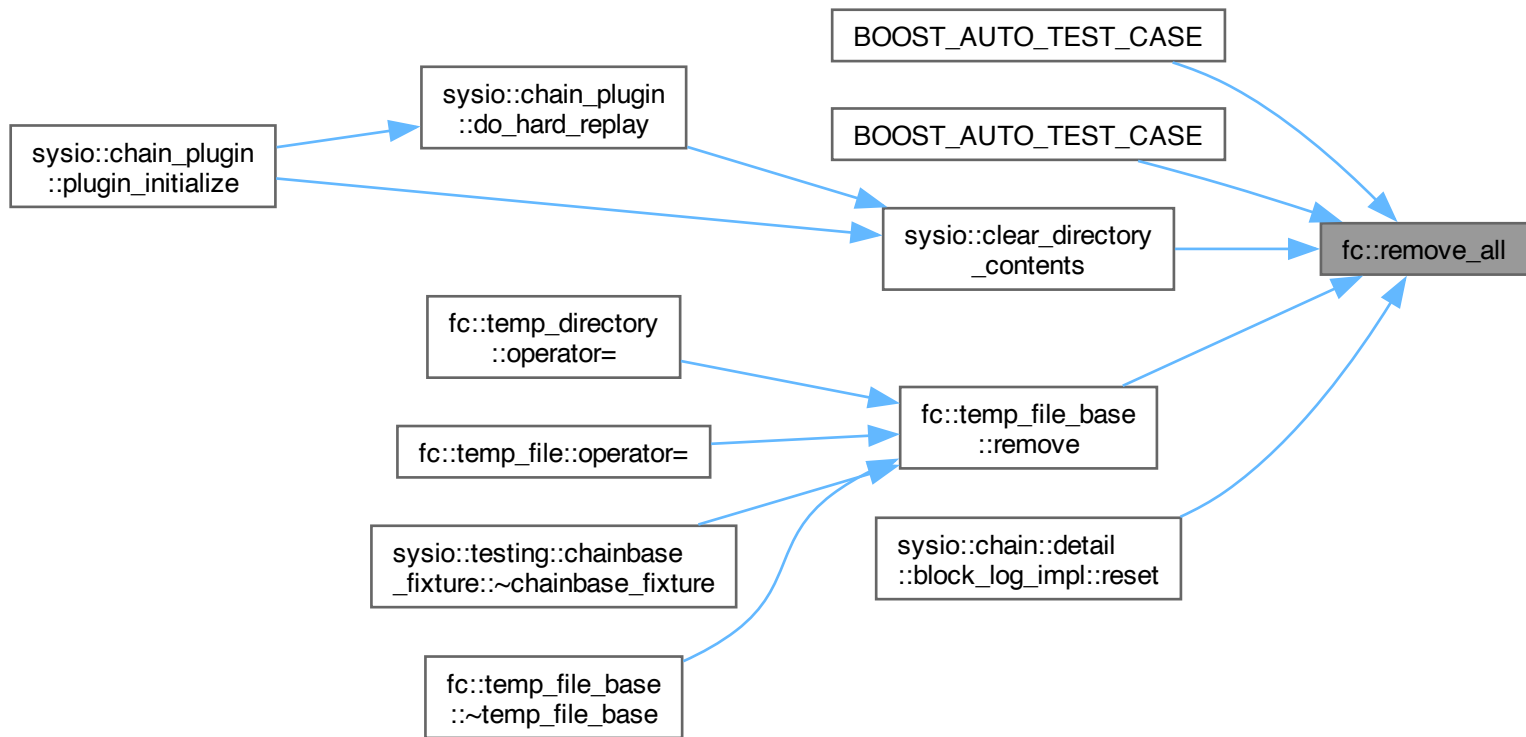 BOOST_AUTO_TEST_CASE
sysio::chain_plugin
::do_hard_replay
BOOST_AUTO_TEST_CASE
sysio::chain_plugin
::plugin_initialize
sysio::clear_directory
_contents
fc::remove_all
fc::temp_directory
::operator=
fc::temp_file_base
::remove
fc::temp_file::operator=
sysio::testing::chainbase
_fixture::~chainbase_fixture
sysio::chain::detail
::block_log_impl::reset
fc::temp_file_base
::~temp_file_base